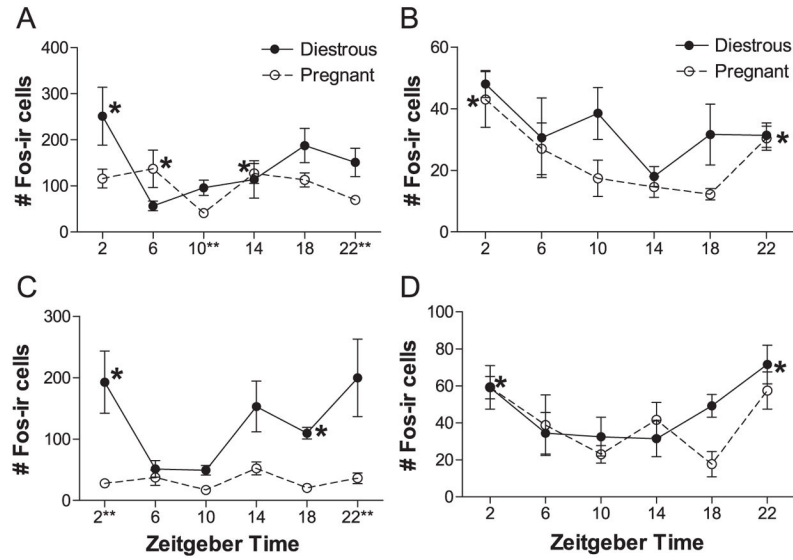 A
400
300
200
100
0
# Fos-ir cells
Diestrous
Pregnant
*
*
*
2 6 10** 14 18 22**
B
60
40
20
0
# Fos-ir cells
Diestrous
Pregnant
*
*
2 6 10 14 18 22
C
300
200
100
0
# Fos-ir cells
*
*
2** 6 10 14 18 22**
Zeitgeber Time
D
100
80
60
40
20
0
# Fos-ir cells
*
*
2 6 10 14 18 22
Zeitgeber Time